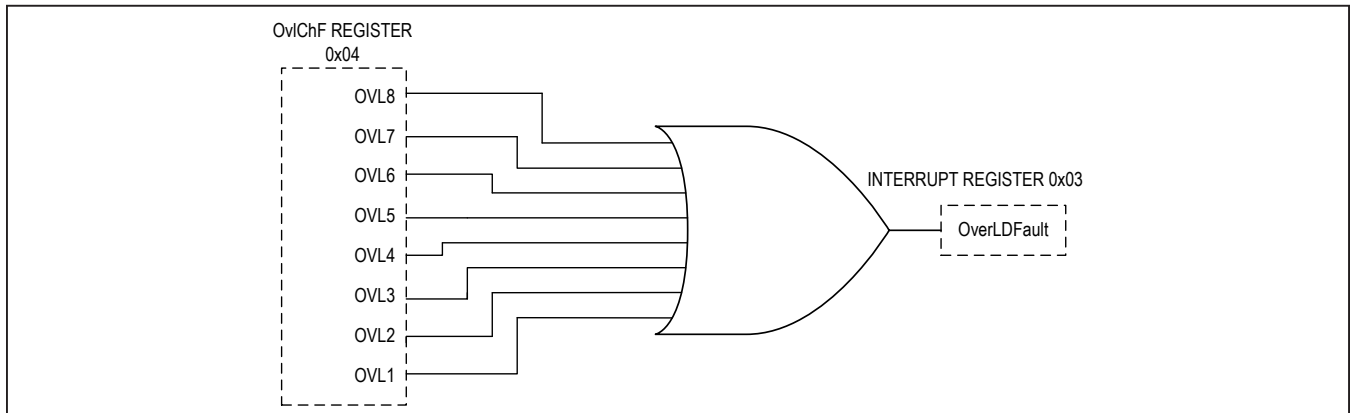 OvlChF REGISTER
0x04
OVL8
OVL7
OVL6
OVL5
OVL4
OVL3
OVL2
OVL1
INTERRUPT REGISTER 0x03
OverLDFault